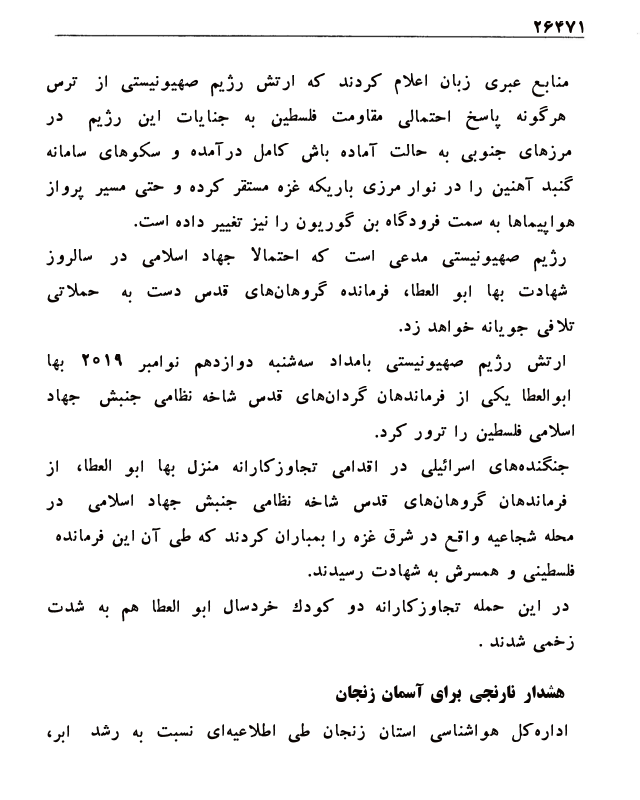 ۲۶۴۷۱
منابع عبری زبان اعلام کردند که ارتش رژیم صهیونیستی از ترس
هرگونه پاسخ احتمالی مقاومت فلسطین به جنایات این رژیم در
مرزهای جنوبی به حالت آماده باش کامل درآمده و سکوهای سامانه
گنبد آهنین را در نوار مرزی باریکه غزه مستقر کرده و حتی مسیر پرواز
هواپیماها به سمت فرودگاه بن گوریون را نیز تغییر داده است.
رژیم صهیونیستی مدعی است که احتمالا جهاد اسلامی در سالروز
شهادت بها ابو العطا، فرمانده گروهان‌های قدس دست به حملاتی
تلافی جویانه خواهد زد.
ارتش رژیم صهیونیستی بامداد سه‌شنبه دوازدهم نوامبر ۲۰۱۹ بها
ابوالعطا یکی از فرماندهان گردان‌های قدس شاخه نظامی جنبش جهاد
اسلامی فلسطین را ترور کرد.
جنگنده‌های اسرائیلی در اقدامی تجاوزکارانه منزل بها ابو العطا، از
فرماندهان گروهان‌های قدس شاخه نظامی جنبش جهاد اسلامی در
محله شجاعیه واقع در شرق غزه را بمباران کردند که طی آن این فرمانده
فلسطینی و همسرش به شهادت رسیدند.
در این حمله تجاوزکارانه دو کودك خردسال ابو العطا هم به شدت
زخمی شدند .
هشدار نارنجی برای آسمان زنجان
اداره‌کل هواشناسی استان زنجان طی اطلاعیه‌ای نسبت به رشد ابر،